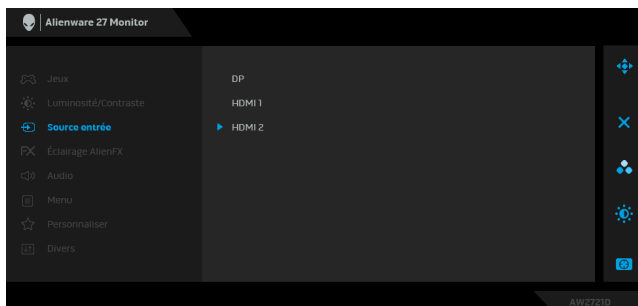 Alienware 27 Monitor
Jeux
Luminosité/Contraste
Source entrée
Éclairage AlienFX
Audio
Menu
Personnaliser
Divers
DP
HDMI 1
HDMI 2
AW2721D